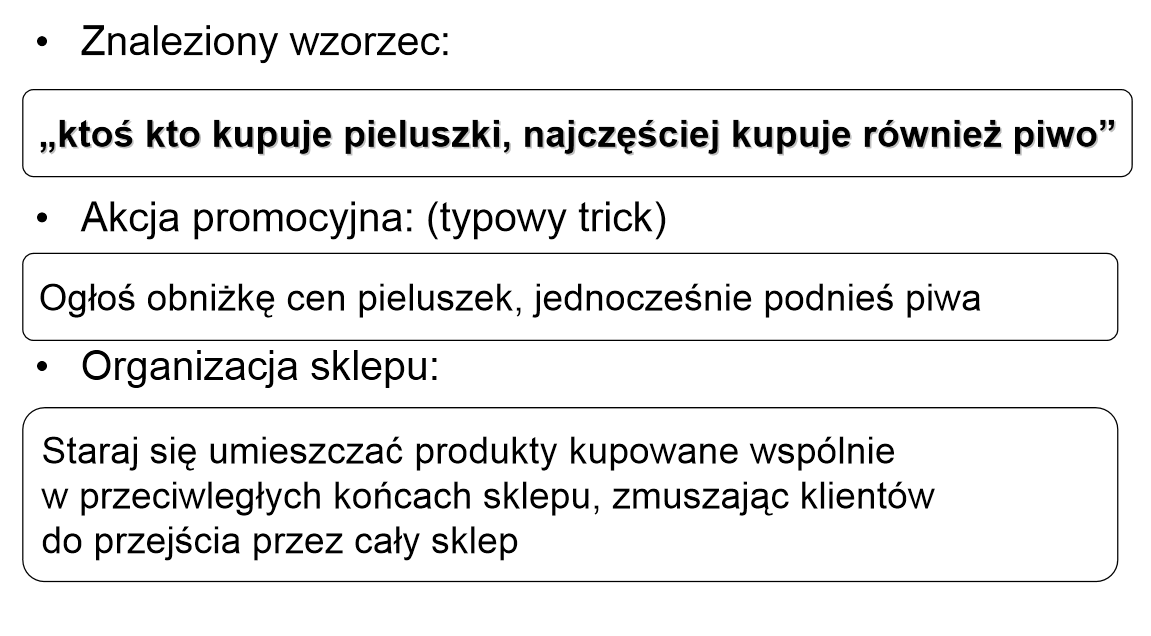 • Znaleziony wzorzec:
„ktoś kto kupuje pieluszki, najczęściej kupuje również piwo”
• Akcja promocyjna: (typowy trick)
Ogłoś obniżkę cen pieluszek, jednocześnie podnieś piwa
• Organizacja sklepu:
Staraj się umieszczać produkty kupowane wspólnie
w przeciwległych końcach sklepu, zmuszając klientów
do przejścia przez cały sklep